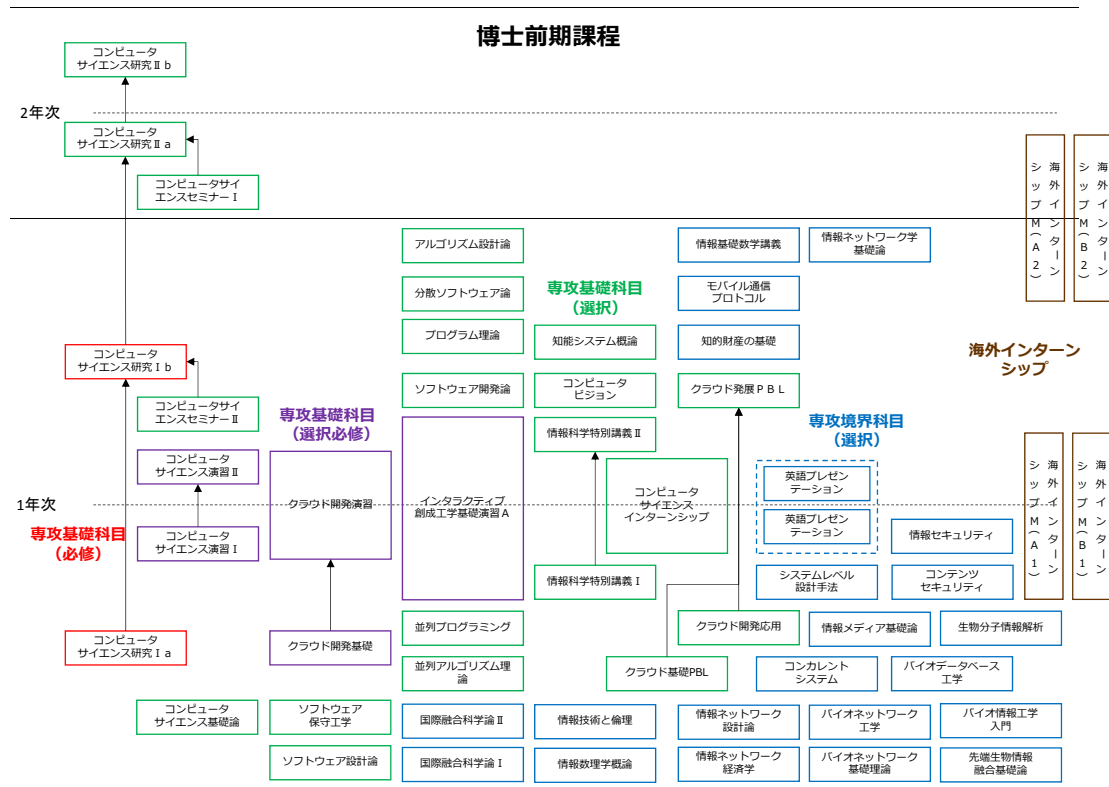 博士前期課程
コンピュータ
サイエンス研究Ⅱｂ
2年次
コンピュータ
サイエンス研究Ⅱａ
コンピュータサイ
エンスセミナーⅠ
海外インターン
シップM(A2)
海外インターン
シップM(B2)
アルゴリズム設計論
情報基礎数学講義
情報ネットワーク学
基礎論
分散ソフトウェア論
専攻基礎科目
（選択）
モバイル通信
プロトコル
プログラム理論
知能システム概論
知的財産の基礎
海外インターン
シップ
コンピュータ
サイエンス研究Ⅰｂ
コンピュータサイ
エンスセミナーⅡ
ソフトウェア開発論
コンピュータ
ビジョン
クラウド発展ＰＢＬ
専攻基礎科目
（選択必修）
情報科学特別講義Ⅱ
専攻境界科目
（選択）
コンピュータ
サイエンス演習Ⅱ
クラウド開発演習
インタラクティブ
創成工学基礎演習Ａ
コンピュータ
サイエンス
インターンシップ
英語プレゼン
テーション
英語プレゼン
テーション
海外インターン
シップM(A1)
海外インターン
シップM(B1)
1年次
専攻基礎科目
（必修）
コンピュータ
サイエンス演習Ⅰ
情報セキュリティ
情報科学特別講義Ⅰ
システムレベル
設計手法
コンテンツ
セキュリティ
コンピュータ
サイエンス研究Ⅰａ
クラウド開発基礎
並列プログラミング
クラウド開発応用
情報メディア基礎論
生物分子情報解析
並列アルゴリズム理
論
クラウド基礎PBL
コンカレント
システム
バイオデータベース
工学
コンピュータ
サイエンス基礎論
ソフトウェア
保守工学
国際融合科学論Ⅱ
情報技術と倫理
情報ネットワーク
設計論
バイオネットワーク
工学
バイオ情報工学
入門
ソフトウェア設計論
国際融合科学論Ⅰ
情報数理学概論
情報ネットワーク
経済学
バイオネットワーク
基礎理論
先端生物情報
融合基礎論